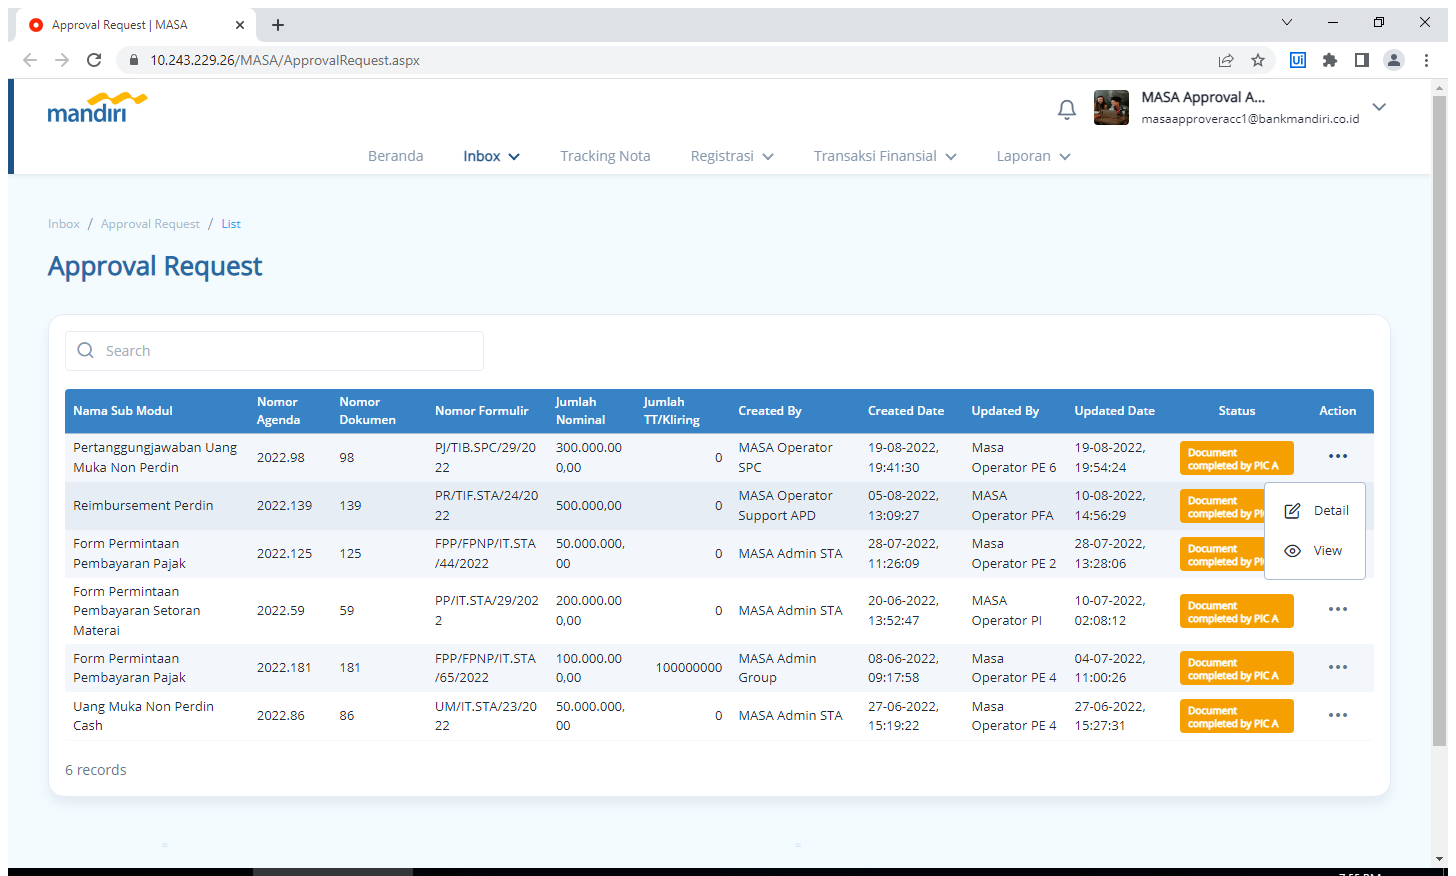 Approval Request | MASA
10.243.229.26/MASA/ApprovalRequest.aspx
Ui
mandiri
MASA Approval A...
masaapproveracc1@bankmandiri.co.id
Beranda Inbox Tracking Nota Registrasi Transaksi Finansial Laporan
Inbox / Approval Request / List
Approval Request
Search
Nama Sub Modul Nomor Agenda Nomor Dokumen Nomor Formulir Jumlah Nominal Jumlah TT/Kliring Created By Created Date Updated By Updated Date Status Action
Pertanggungjawaban Uang Muka Non Perdin 2022.98 98 PJ/TIB.SPC/29/2022 300.000.000,00 0 MASA Operator SPC 19-08-2022, 19:41:30 Masa Operator PE 6 19-08-2022, 19:54:24 Document completed by PIC A
Reimbursement Perdin 2022.139 139 PR/TIF.STA/24/2022 500.000,00 0 MASA Operator Support APD 05-08-2022, 13:09:27 MASA Operator PFA 10-08-2022, 14:56:29 Document completed by PI
Detail
View
Form Permintaan Pembayaran Pajak 2022.125 125 FPP/FPNP/IT.STA/44/2022 50.000.000,00 0 MASA Admin STA 28-07-2022, 11:26:09 Masa Operator PE 2 28-07-2022, 13:28:06 Document completed by PI
Form Permintaan Pembayaran Setoran Materai 2022.59 59 PP/IT.STA/29/2022 200.000.000,00 0 MASA Admin STA 20-06-2022, 13:52:47 MASA Operator PI 10-07-2022, 02:08:12 Document completed by PIC A
Form Permintaan Pembayaran Pajak 2022.181 181 FPP/FPNP/IT.STA/65/2022 100.000.000,00 100000000 MASA Admin Group 08-06-2022, 09:17:58 Masa Operator PE 4 04-07-2022, 11:00:26 Document completed by PIC A
Uang Muka Non Perdin Cash 2022.86 86 UM/IT.STA/23/2022 50.000.000,00 0 MASA Admin STA 27-06-2022, 15:19:22 Masa Operator PE 4 27-06-2022, 15:27:31 Document completed by PIC A
6 records